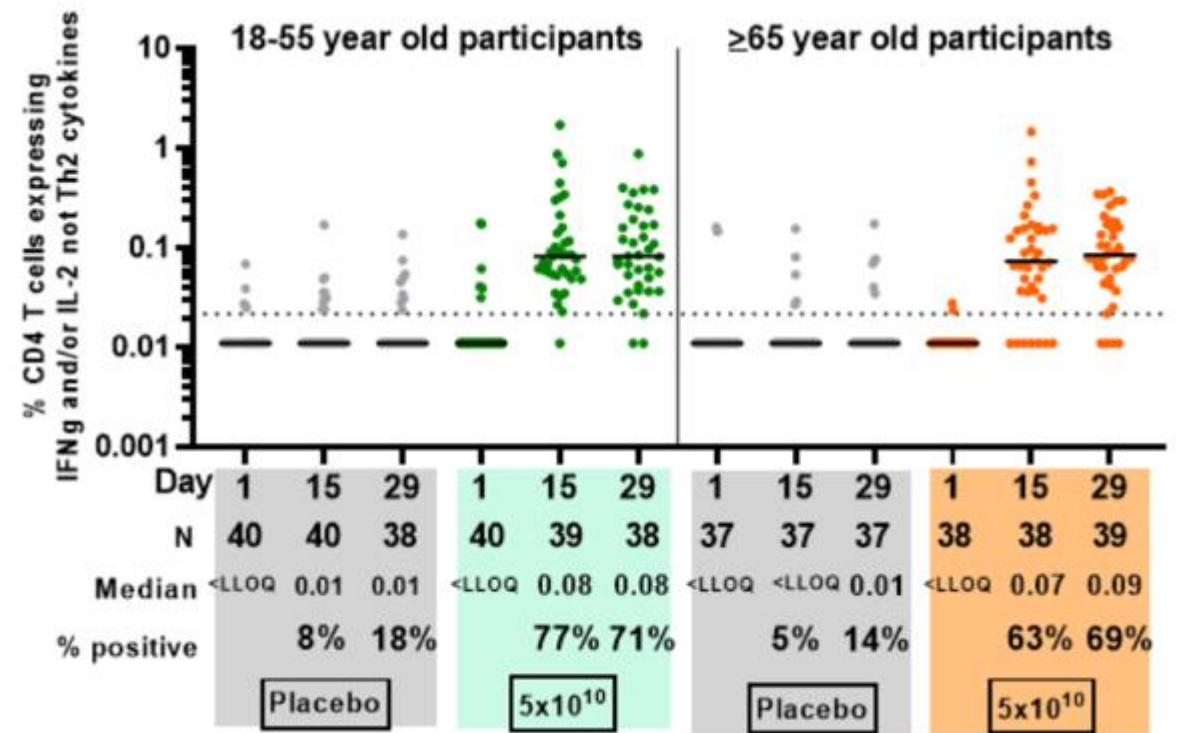 18-55 year old participants ≥65 year old participants
% CD4 T cells expressing
IFNg and/or IL-2 not Th2 cytokines
10
1
0.1
0.01
0.001
Day 1 15 29 1 15 29 1 15 29 1 15 29
N 40 40 38 40 39 38 37 37 37 38 38 39
Median <LLOQ 0.01 0.01 <LLOQ 0.08 0.08 <LLOQ <LLOQ 0.01 <LLOQ 0.07 0.09
% positive 8% 18% 77% 71% 5% 14% 63% 69%
Placebo 5x10¹⁰ Placebo 5x10¹⁰